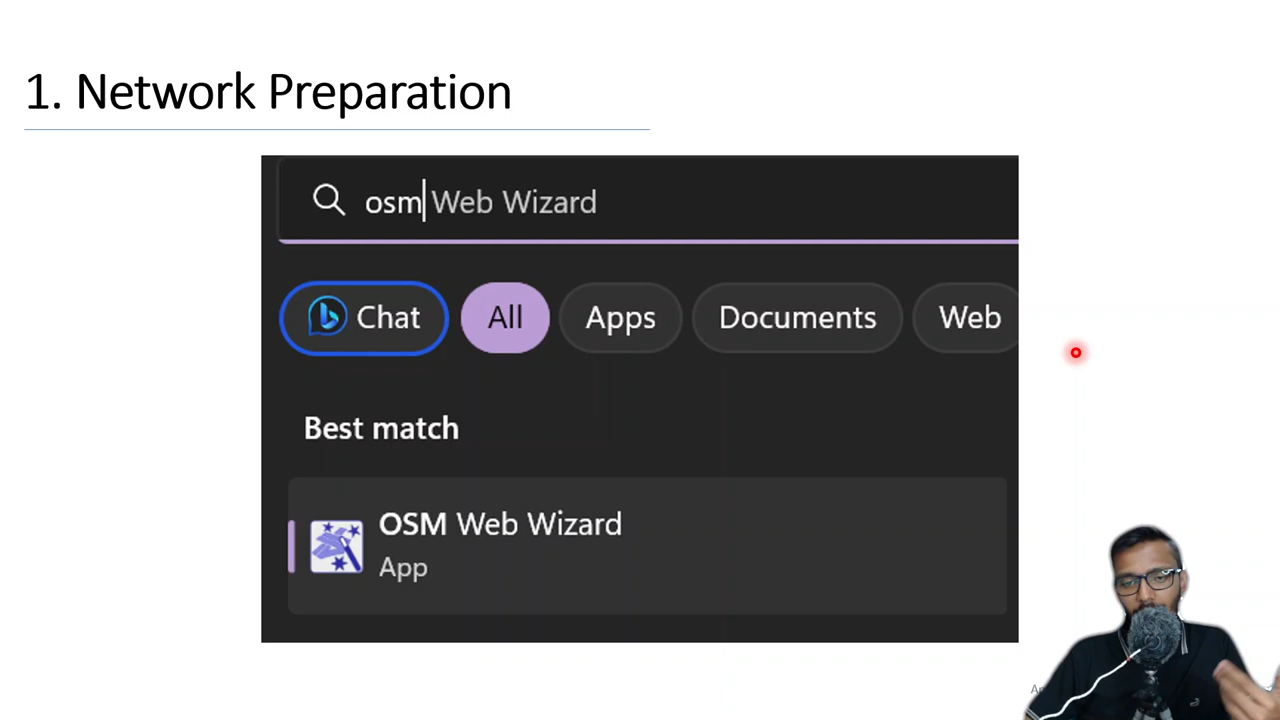 1. Network Preparation
osm Web Wizard
Chat All Apps Documents Web
Best match
OSM Web Wizard
App